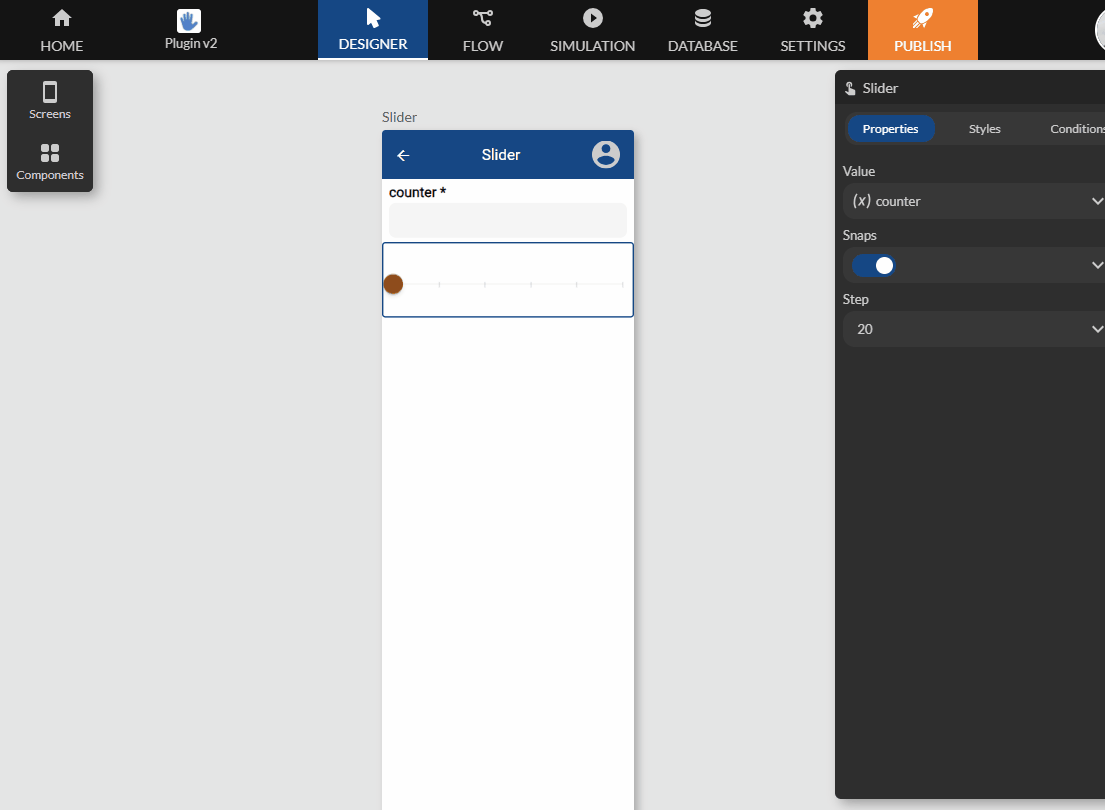 HOME
Plugin v2
DESIGNER
FLOW
SIMULATION
DATABASE
SETTINGS
PUBLISH
Screens
Components
Slider
Slider
counter *
Slider
Properties
Styles
Conditions
Value
(x) counter
Snaps
Step
20